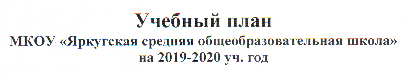 Учебный план
МКОУ «Яркугская средняя общеобразовательная школа»
на 2019-2020 уч. год